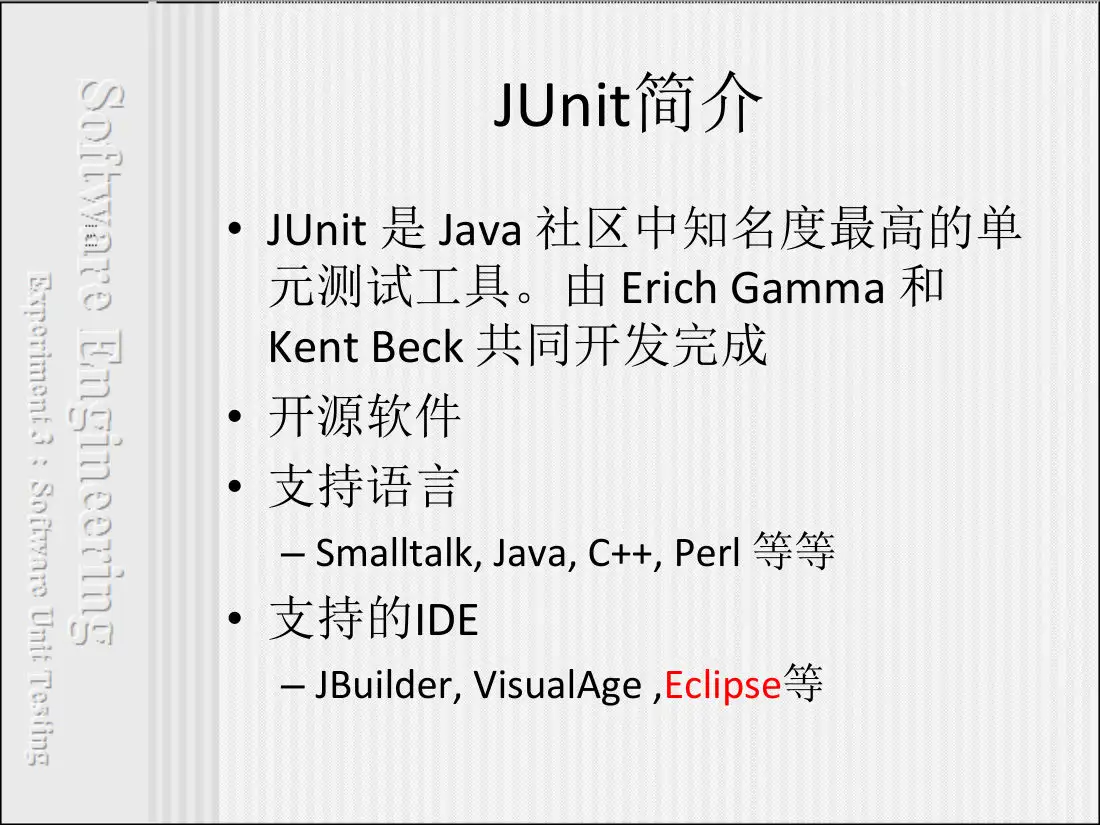 JUnit简介
• JUnit 是 Java 社区中知名度最高的单
元测试工具。由 Erich Gamma 和
Kent Beck 共同开发完成
• 开源软件
• 支持语言
– Smalltalk, Java, C++, Perl 等等
• 支持的IDE
– JBuilder, VisualAge ,Eclipse等
Software Engineering
Experiment 3 : Software Unit Testing